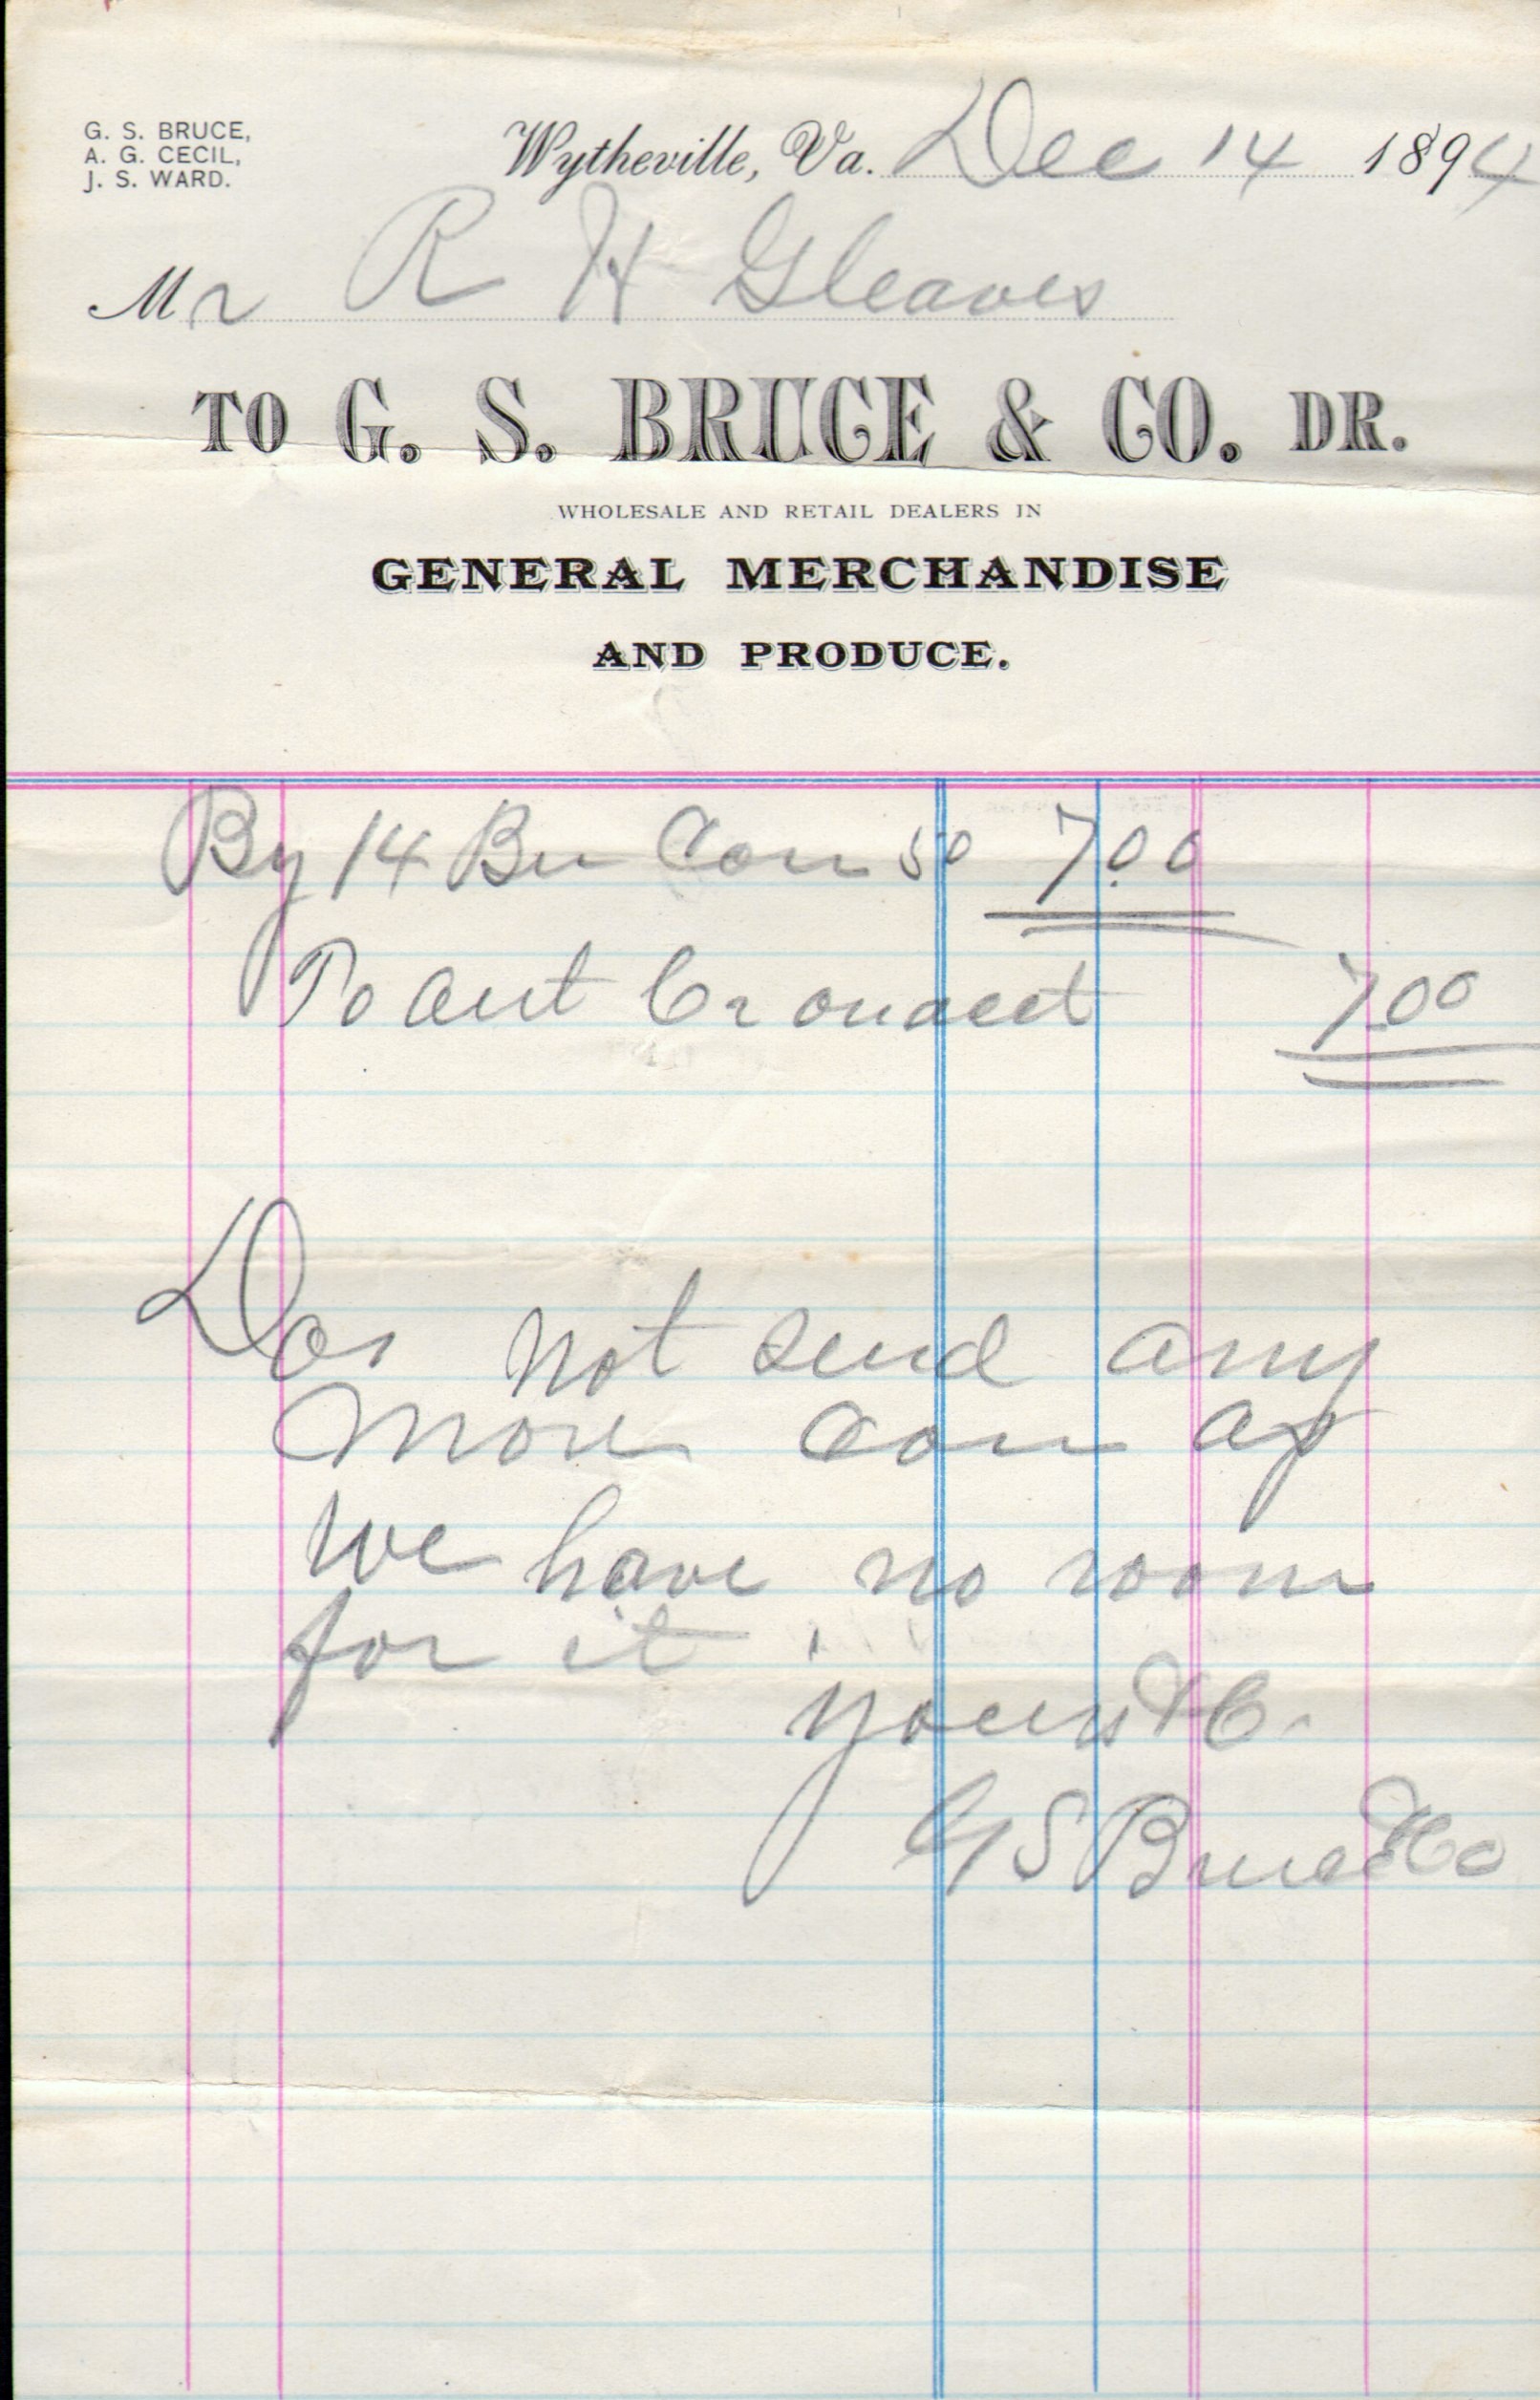 G. S. BRUCE,
A. G. CECIL,
J. S. WARD.
Wytheville, Va. Dec 14 1894
Mr R H Gleaves
TO G. S. BRUCE & CO. DR.
WHOLESALE AND RETAIL DEALERS IN
GENERAL MERCHANDISE
AND PRODUCE.
By 14 Bu Corn 50 7.00
To amt Cr on acct 7.00
Do not send any
more corn as
we have no room
for it
yours &c.
GS Bruce & Co